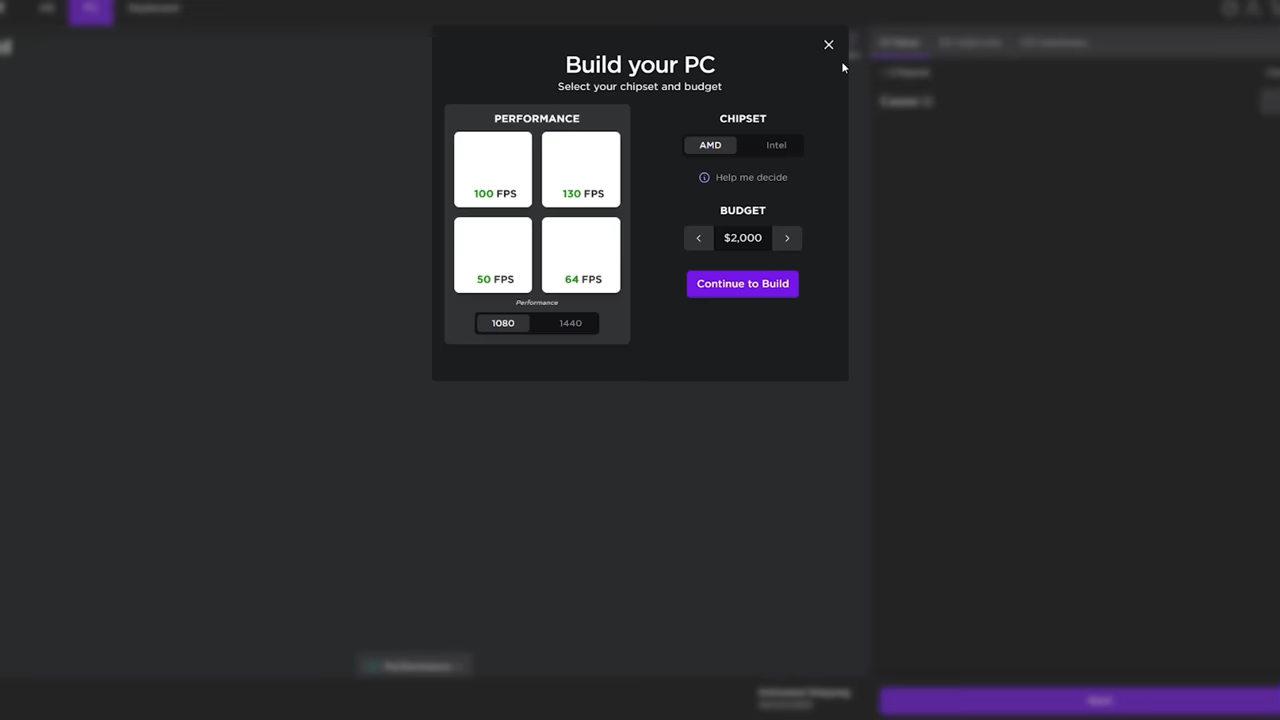 Build your PC
Select your chipset and budget
PERFORMANCE
100 FPS
130 FPS
50 FPS
64 FPS
Performance
1080
1440
CHIPSET
AMD
Intel
Help me decide
BUDGET
$2,000
Continue to Build